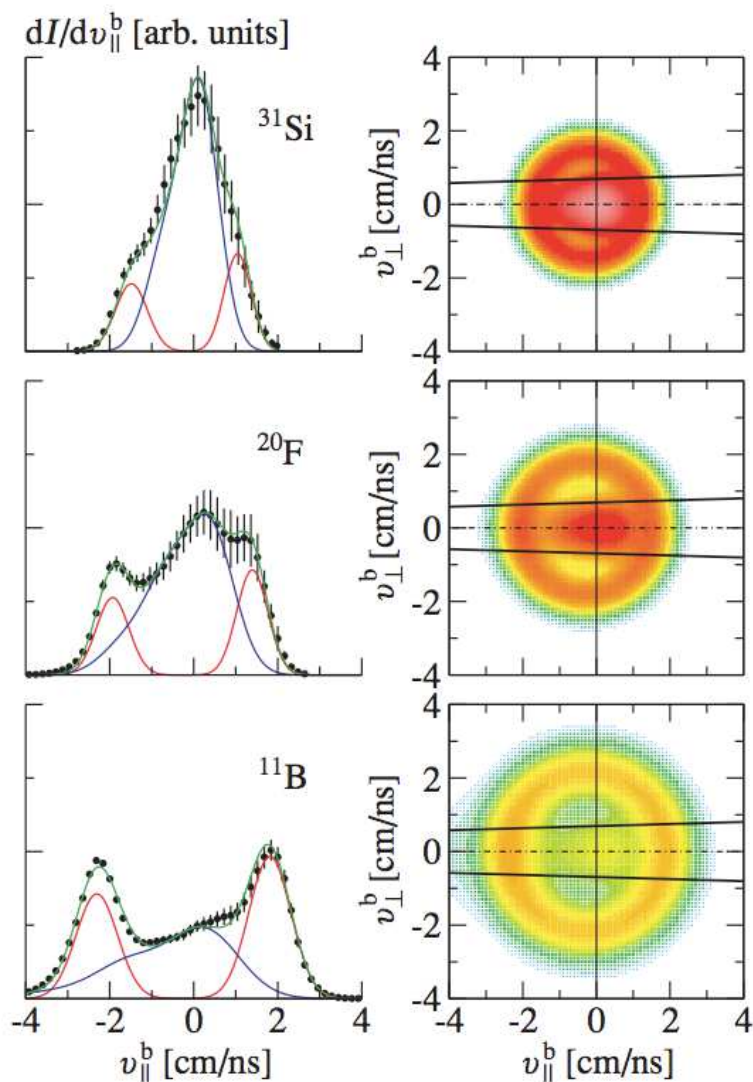 dI/dv∥ᵇ [arb. units]
³¹Si
4
2
0
-2
-4
v⊥ᵇ [cm/ns]
²⁰F
4
2
0
-2
-4
v⊥ᵇ [cm/ns]
¹¹B
4
2
0
-2
-4
v⊥ᵇ [cm/ns]
-4 -2 0 2 4
-4 -2 0 2 4
v∥ᵇ [cm/ns]
v∥ᵇ [cm/ns]